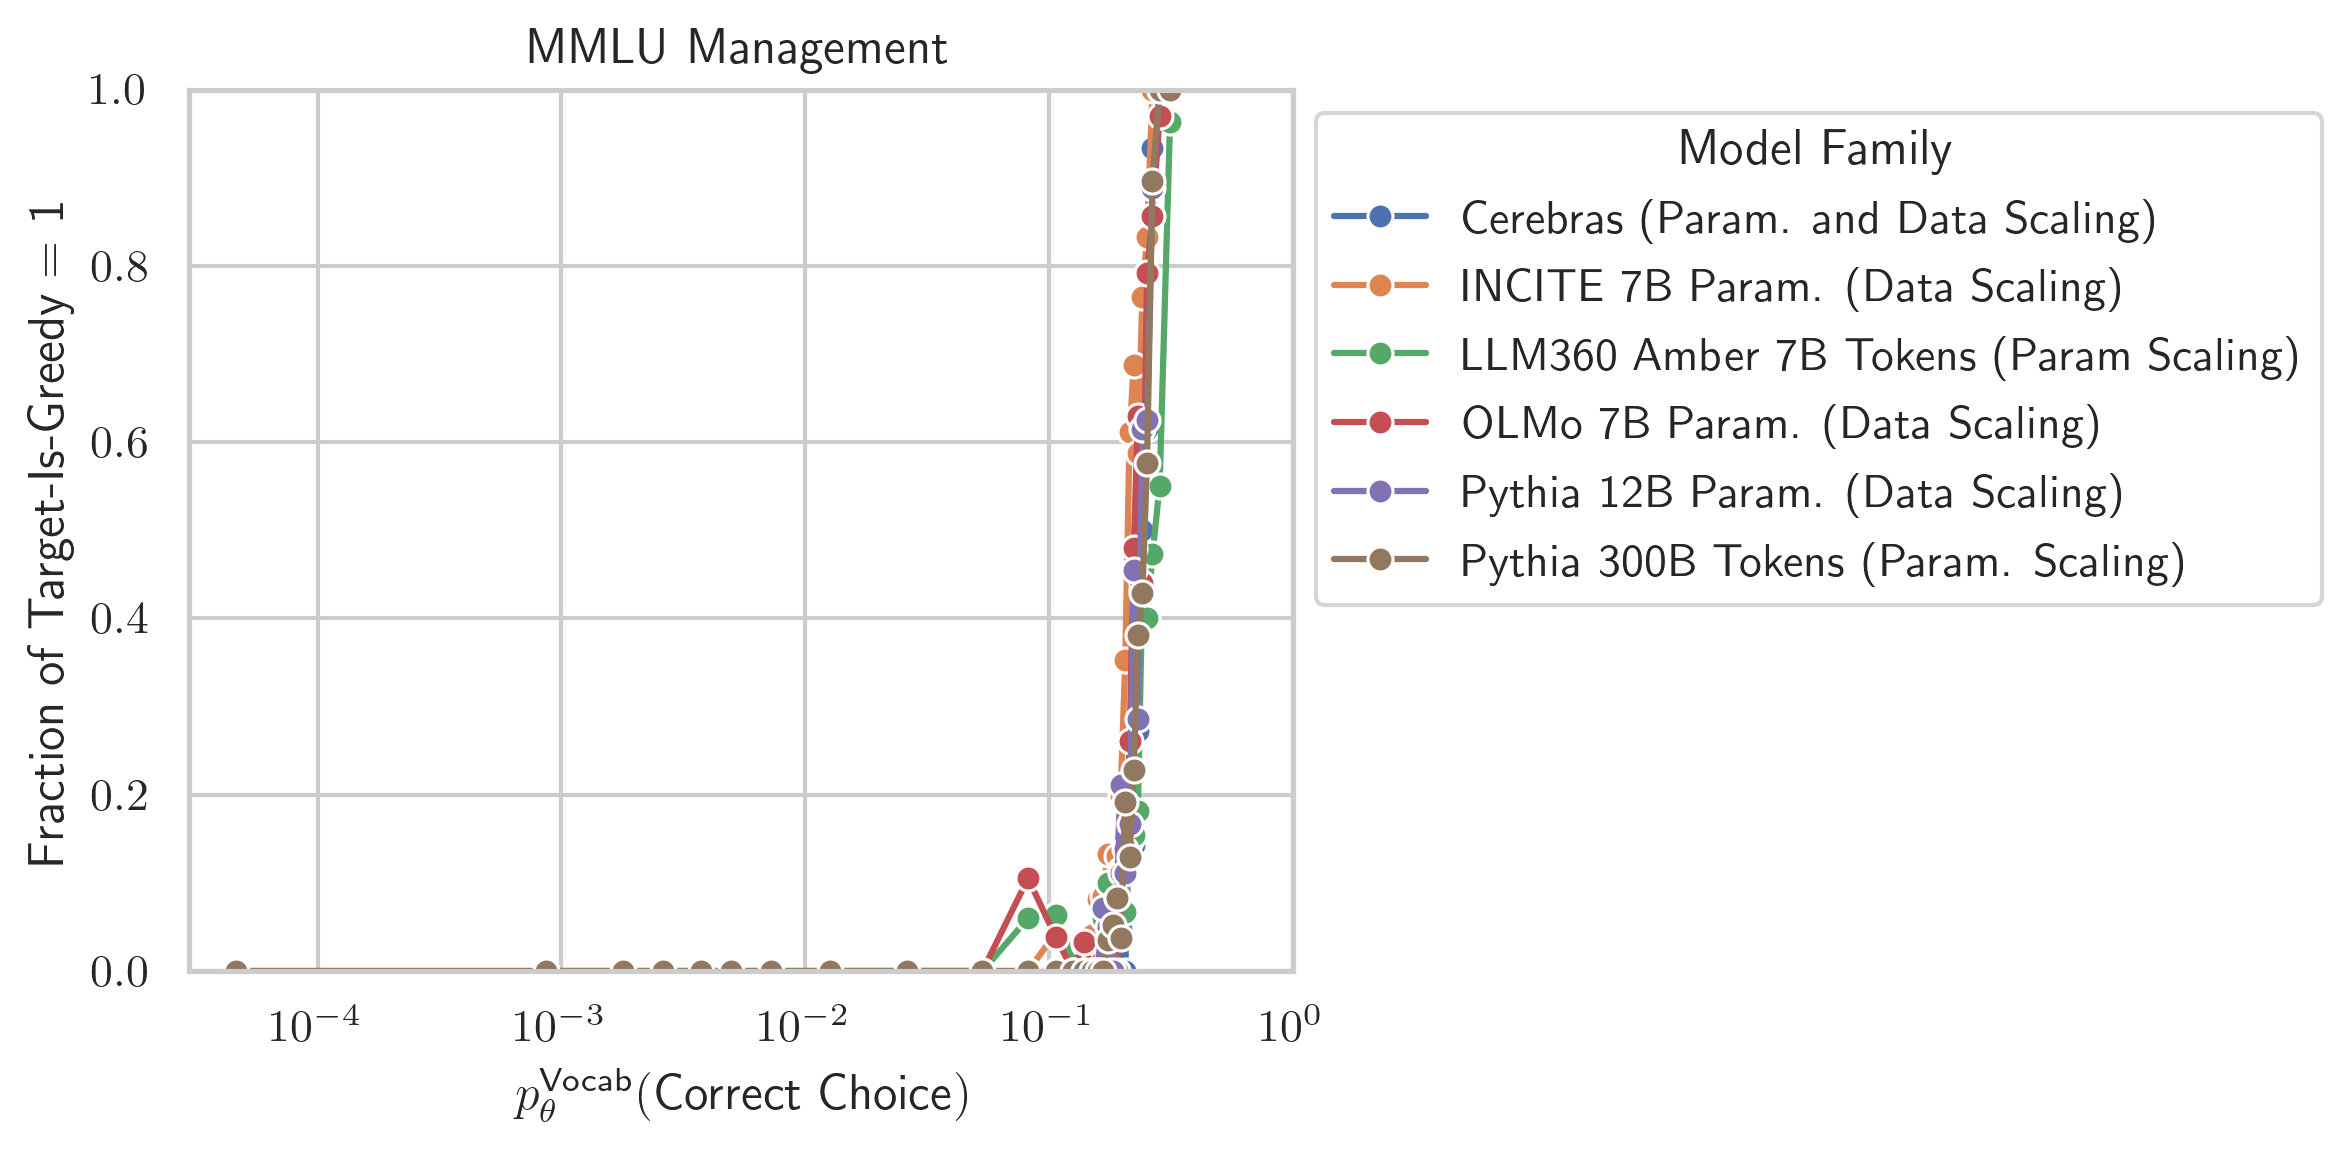 MMLU Management
Fraction of Target-Is-Greedy = 1
1.0
0.8
0.6
0.4
0.2
0.0
10⁻⁴
10⁻³
10⁻²
10⁻¹
10⁰
p_θ^Vocab(Correct Choice)
Model Family
Cerebras (Param. and Data Scaling)
INCITE 7B Param. (Data Scaling)
LLM360 Amber 7B Tokens (Param Scaling)
OLMo 7B Param. (Data Scaling)
Pythia 12B Param. (Data Scaling)
Pythia 300B Tokens (Param. Scaling)